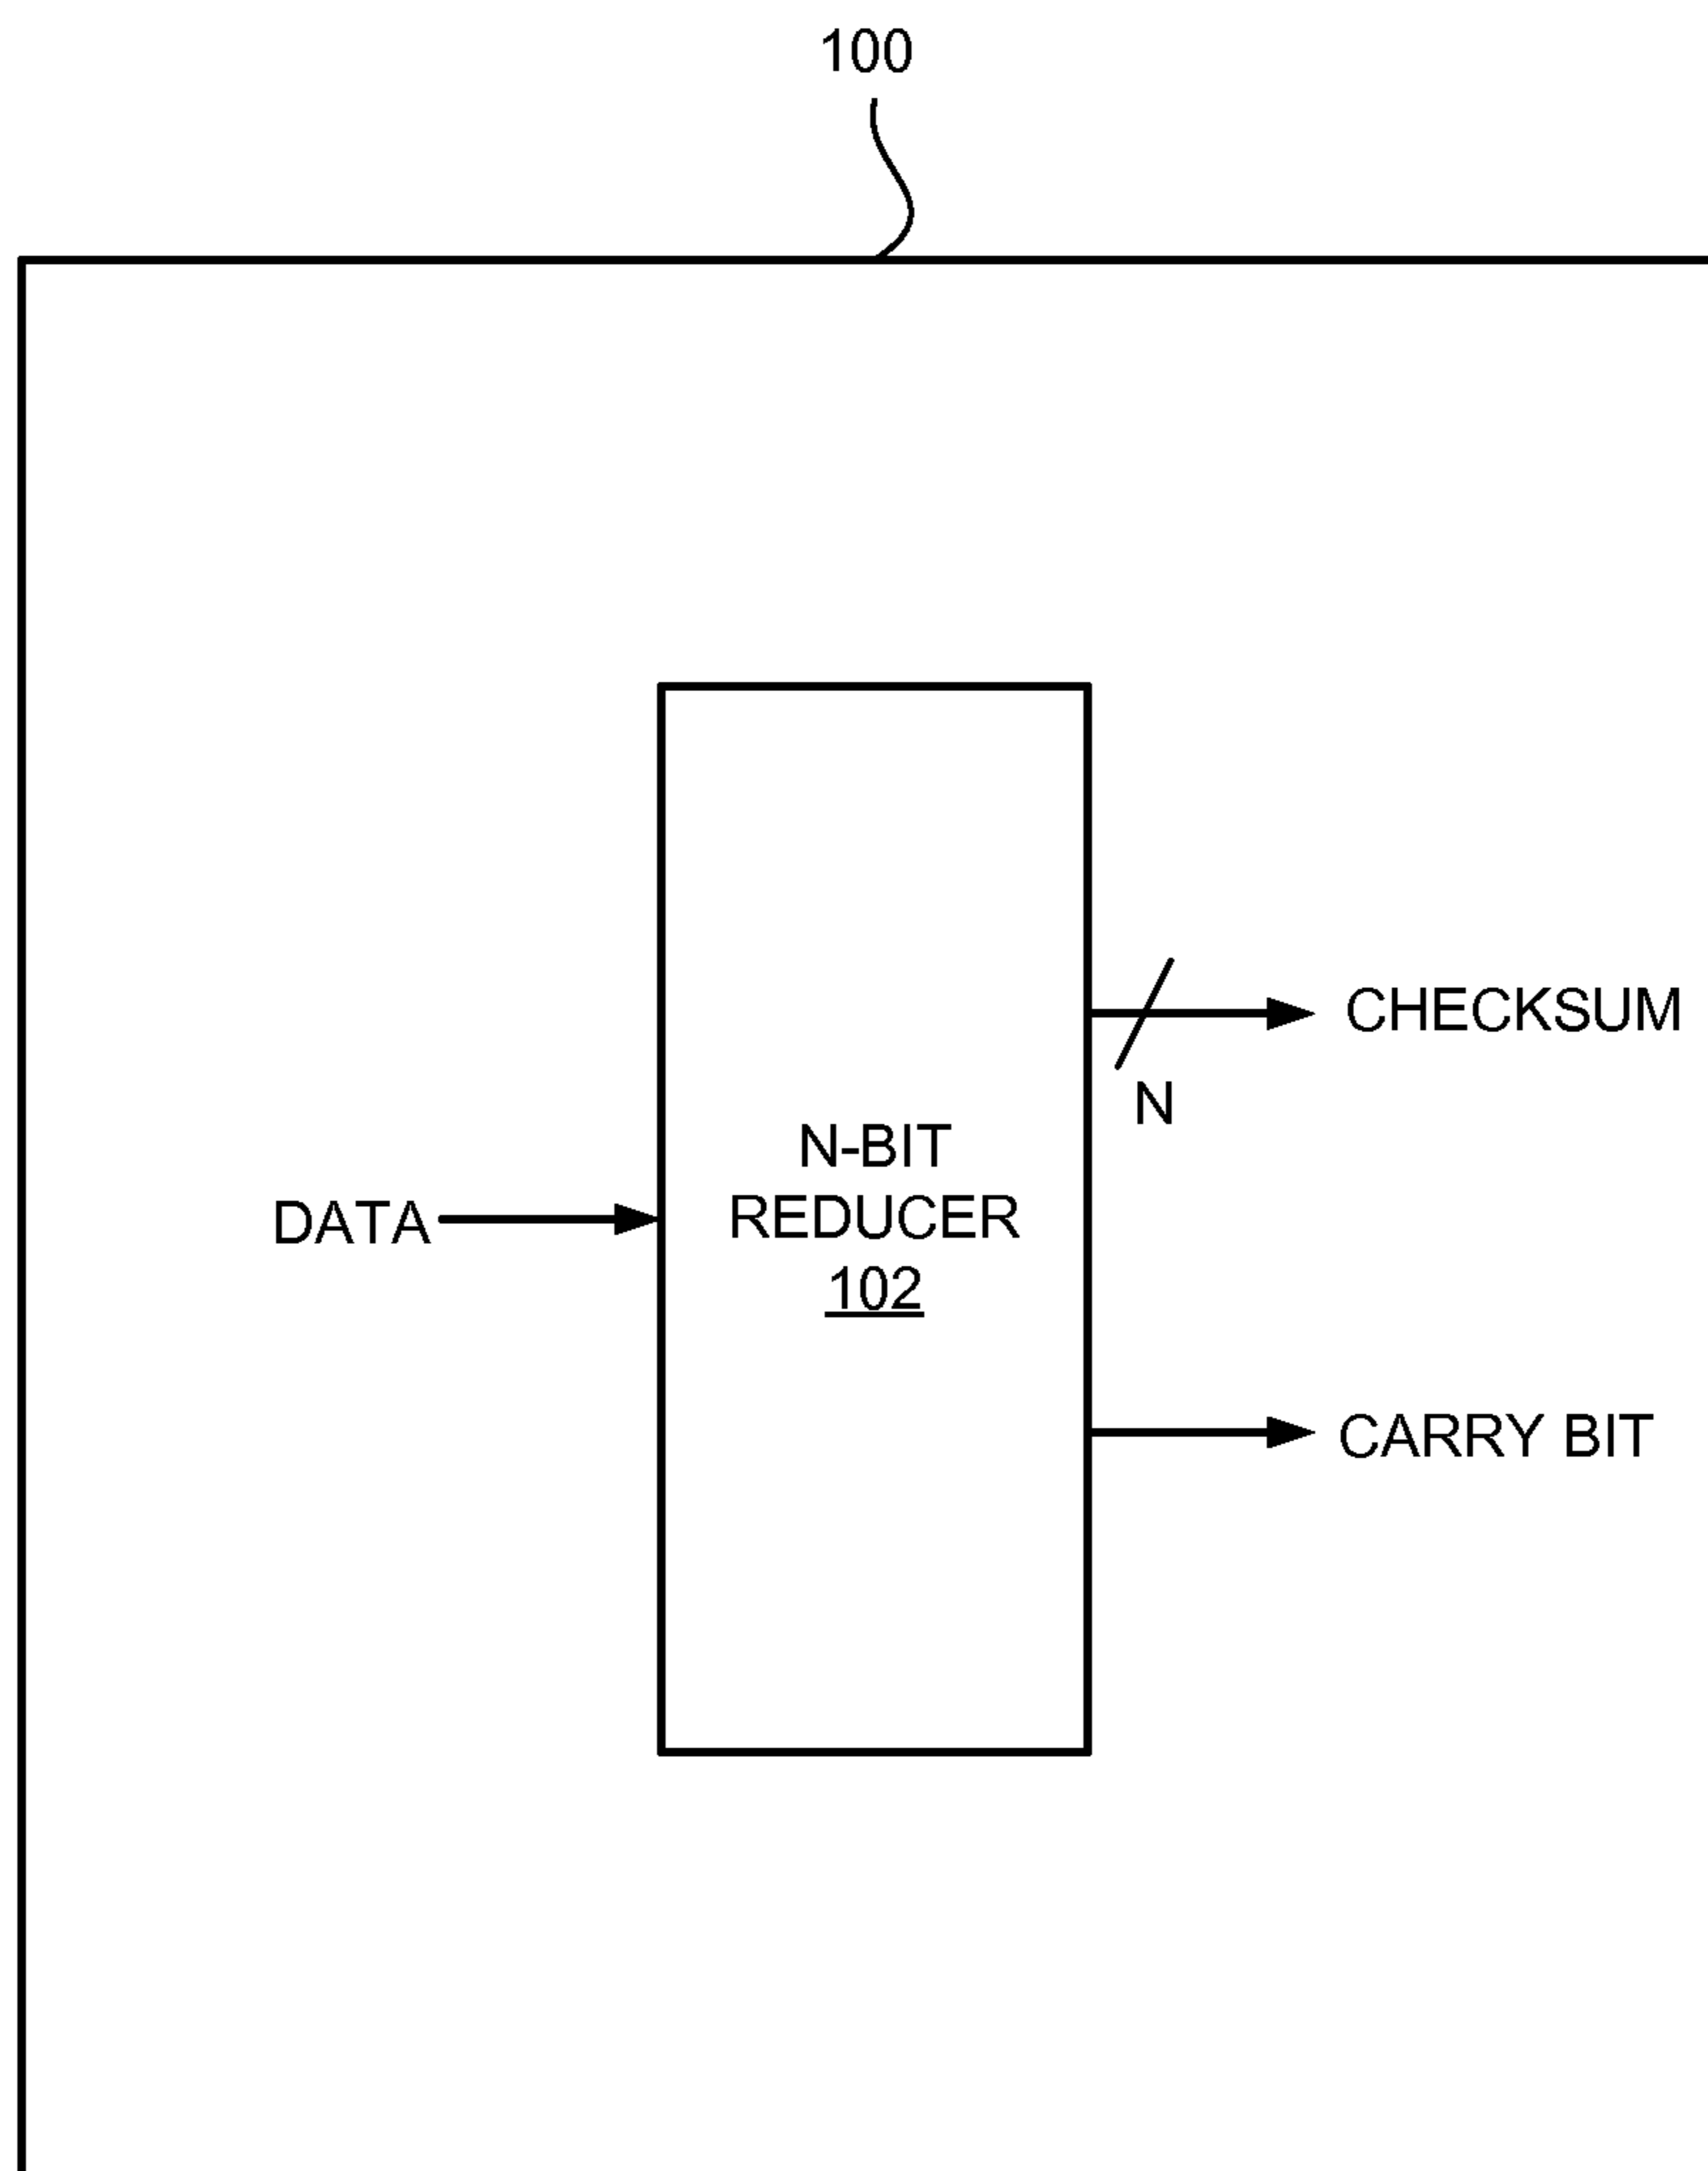 100
CHECKSUM
N
N-BIT
REDUCER
102
DATA
CARRY BIT